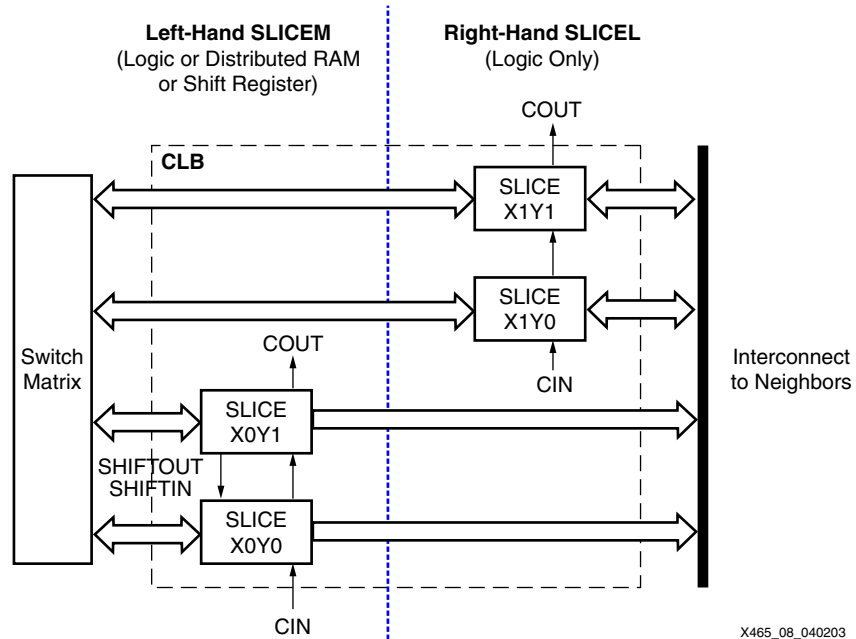 Left-Hand SLICEM
(Logic or Distributed RAM
or Shift Register)
Right-Hand SLICEL
(Logic Only)
COUT
CLB
SLICE
X1Y1
SLICE
X1Y0
COUT
CIN
Switch
Matrix
Interconnect
to Neighbors
SLICE
X0Y1
SHIFTOUT
SHIFTIN
SLICE
X0Y0
CIN
X465_08_040203